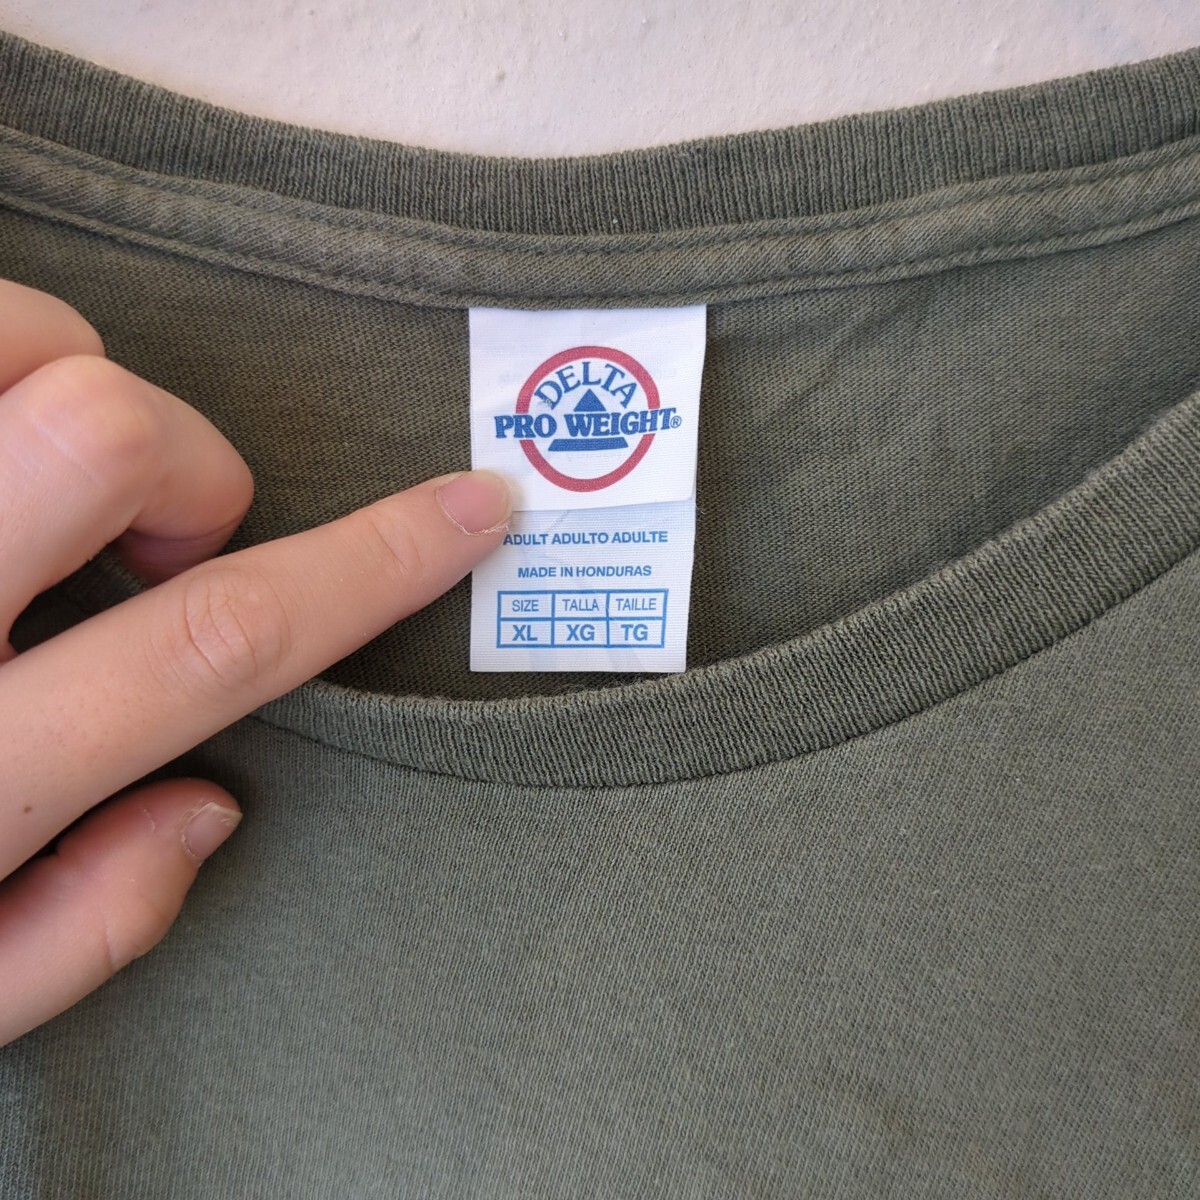 DELTA
PRO WEIGHT®
ADULT ADULTO ADULTE
MADE IN HONDURAS
SIZE TALLA TAILLE
XL XG TG